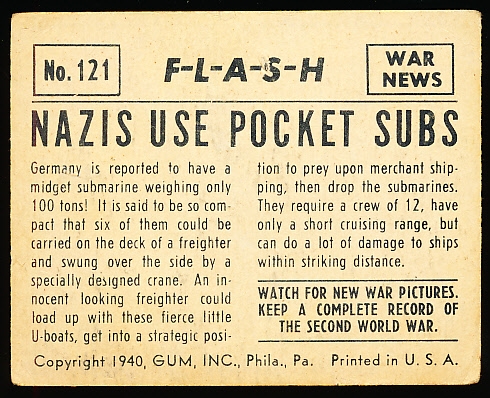 No. 121
F-L-A-S-H
WAR
NEWS
NAZIS USE POCKET SUBS
Germany is reported to have a
midget submarine weighing only
100 tons! It is said to be so com-
pact that six of them could be
carried on the deck of a freighter
and swung over the side by a
specially designed crane. An in-
nocent looking freighter could
load up with these fierce little
U-boats, get into a strategic posi-
tion to prey upon merchant ship-
ping, then drop the submarines.
They require a crew of 12, have
only a short cruising range, but
can do a lot of damage to ships
within striking distance.
WATCH FOR NEW WAR PICTURES.
KEEP A COMPLETE RECORD OF
THE SECOND WORLD WAR.
Copyright 1940, GUM, INC., Phila., Pa. Printed in U. S. A.